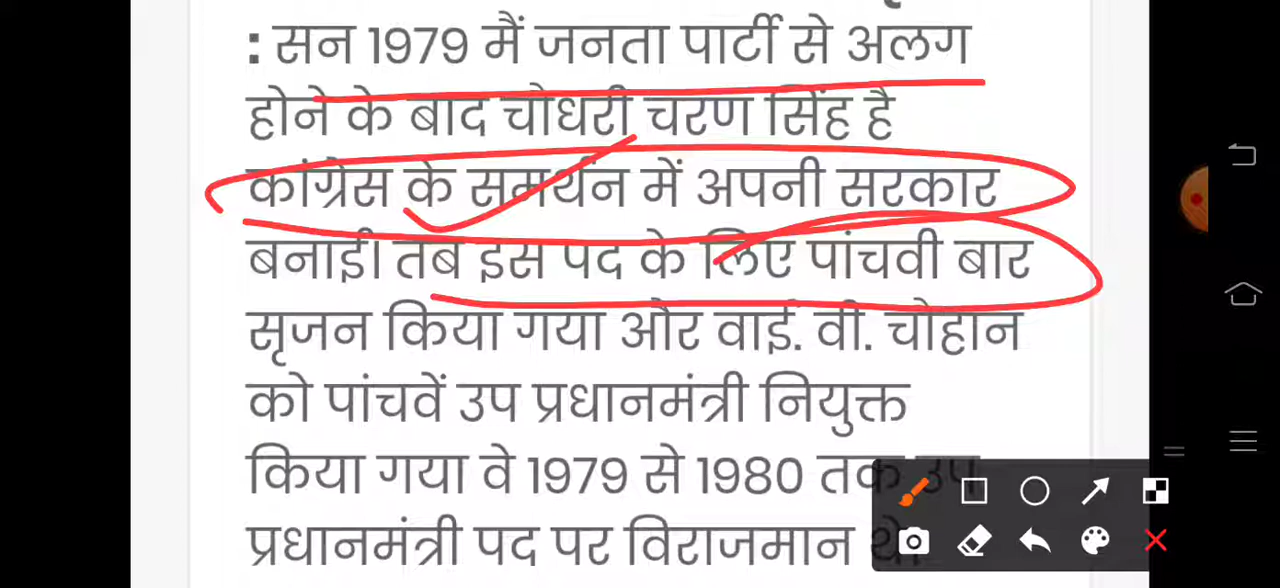 : सन 1979 मैं जनता पार्टी से अलग
होने के बाद चोधरी चरण सिंह है
कांग्रेस के समर्थन में अपनी सरकार
बनाई। तब इस पद के लिए पांचवी बार
सृजन किया गया और वाई. वी. चोहान
को पांचवें उप प्रधानमंत्री नियुक्त
किया गया वे 1979 से 1980 तक उप
प्रधानमंत्री पद पर विराजमान थे।